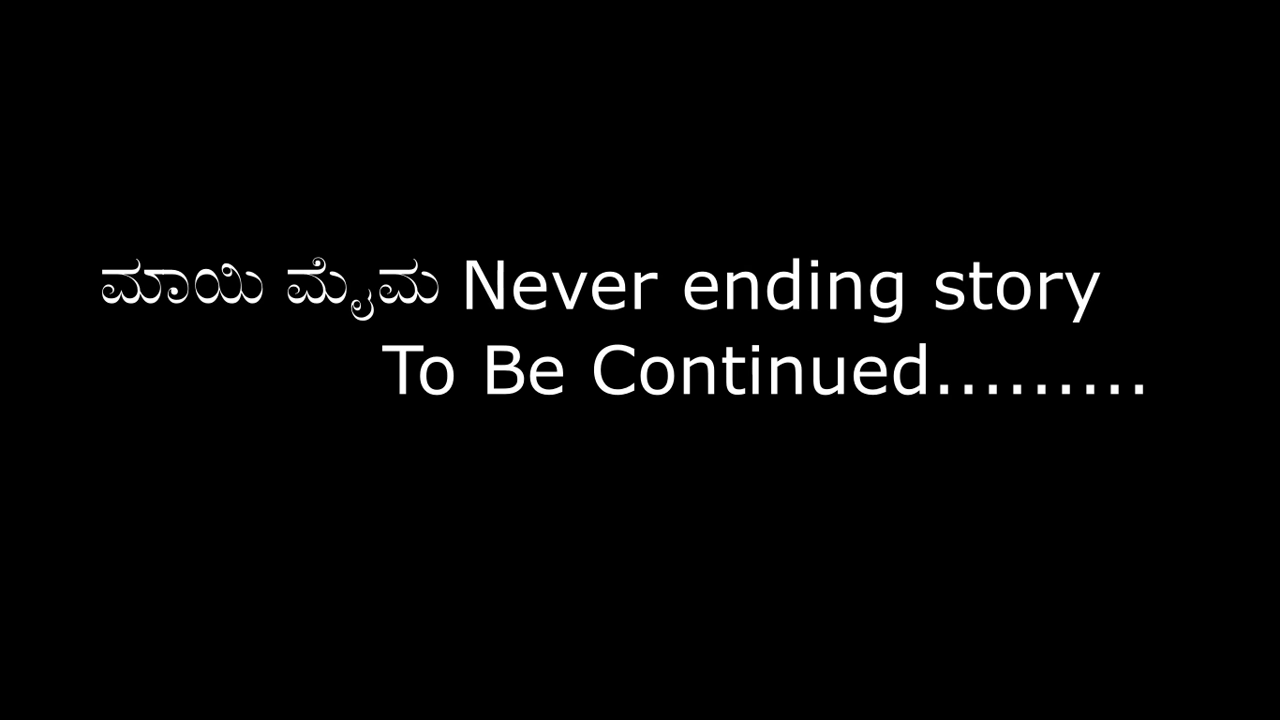 ಮಾಯಿ ಮೈಮ Never ending story
To Be Continued.........